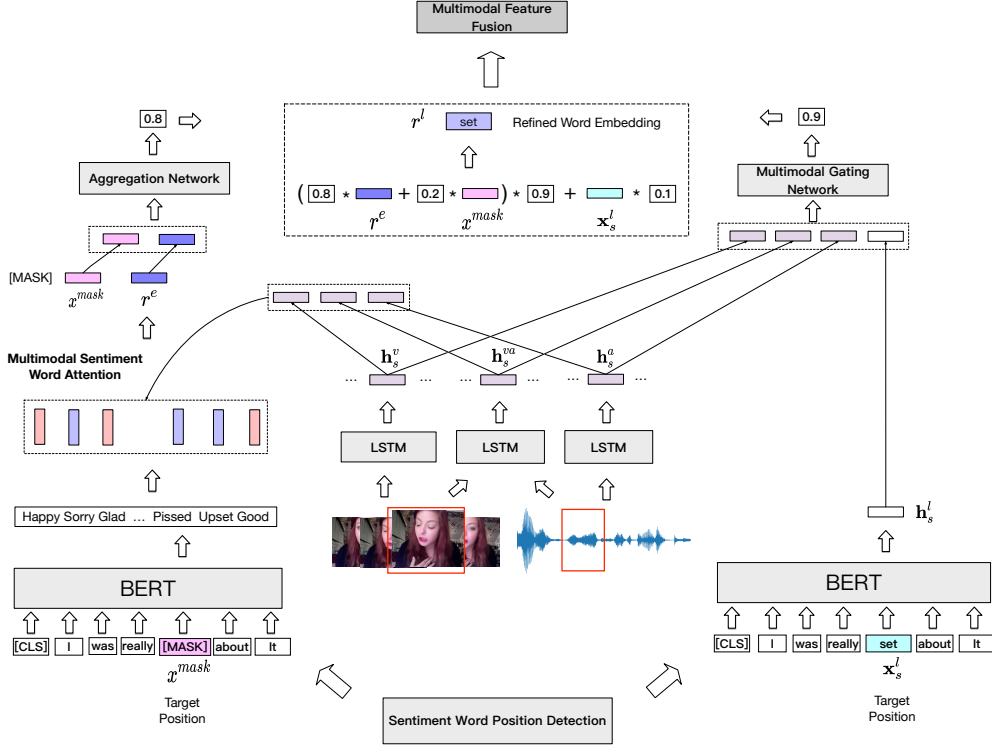 Multimodal Feature
Fusion
0.8
0.9
r^l
set
Refined Word Embedding
Aggregation Network
Multimodal Gating
Network
( 0.8 * + 0.2 * ) * 0.9 + * 0.1
r^e x^{mask} x_s^l
[MASK]
x^{mask} r^e
Multimodal Sentiment
Word Attention
h_s^v h_s^{va} h_s^a
... ... ... ... ...
LSTM LSTM LSTM
Happy Sorry Glad ... Pissed Upset Good
h_s^l
BERT
BERT
[CLS] I was really [MASK] about It
[CLS] I was really set about It
x^{mask}
x_s^l
Target
Position
Target
Position
Sentiment Word Position Detection